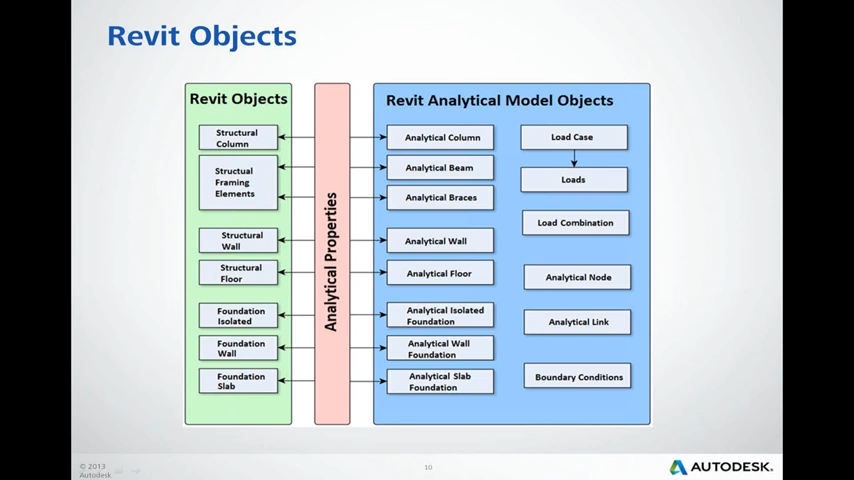 Revit Objects
Revit Objects
Structural
Column
Structual
Framing
Elements
Structural
Wall
Structural
Floor
Foundation
Isolated
Foundation
Wall
Foundation
Slab
Analytical Properties
Revit Analytical Model Objects
Analytical Column
Analytical Beam
Analytical Braces
Analytical Wall
Analytical Floor
Analytical Isolated
Foundation
Analytical Wall
Foundation
Analytical Slab
Foundation
Load Case
Loads
Load Combination
Analytical Node
Analytical Link
Boundary Conditions
© 2013
Autodesk
10
AUTODESK.